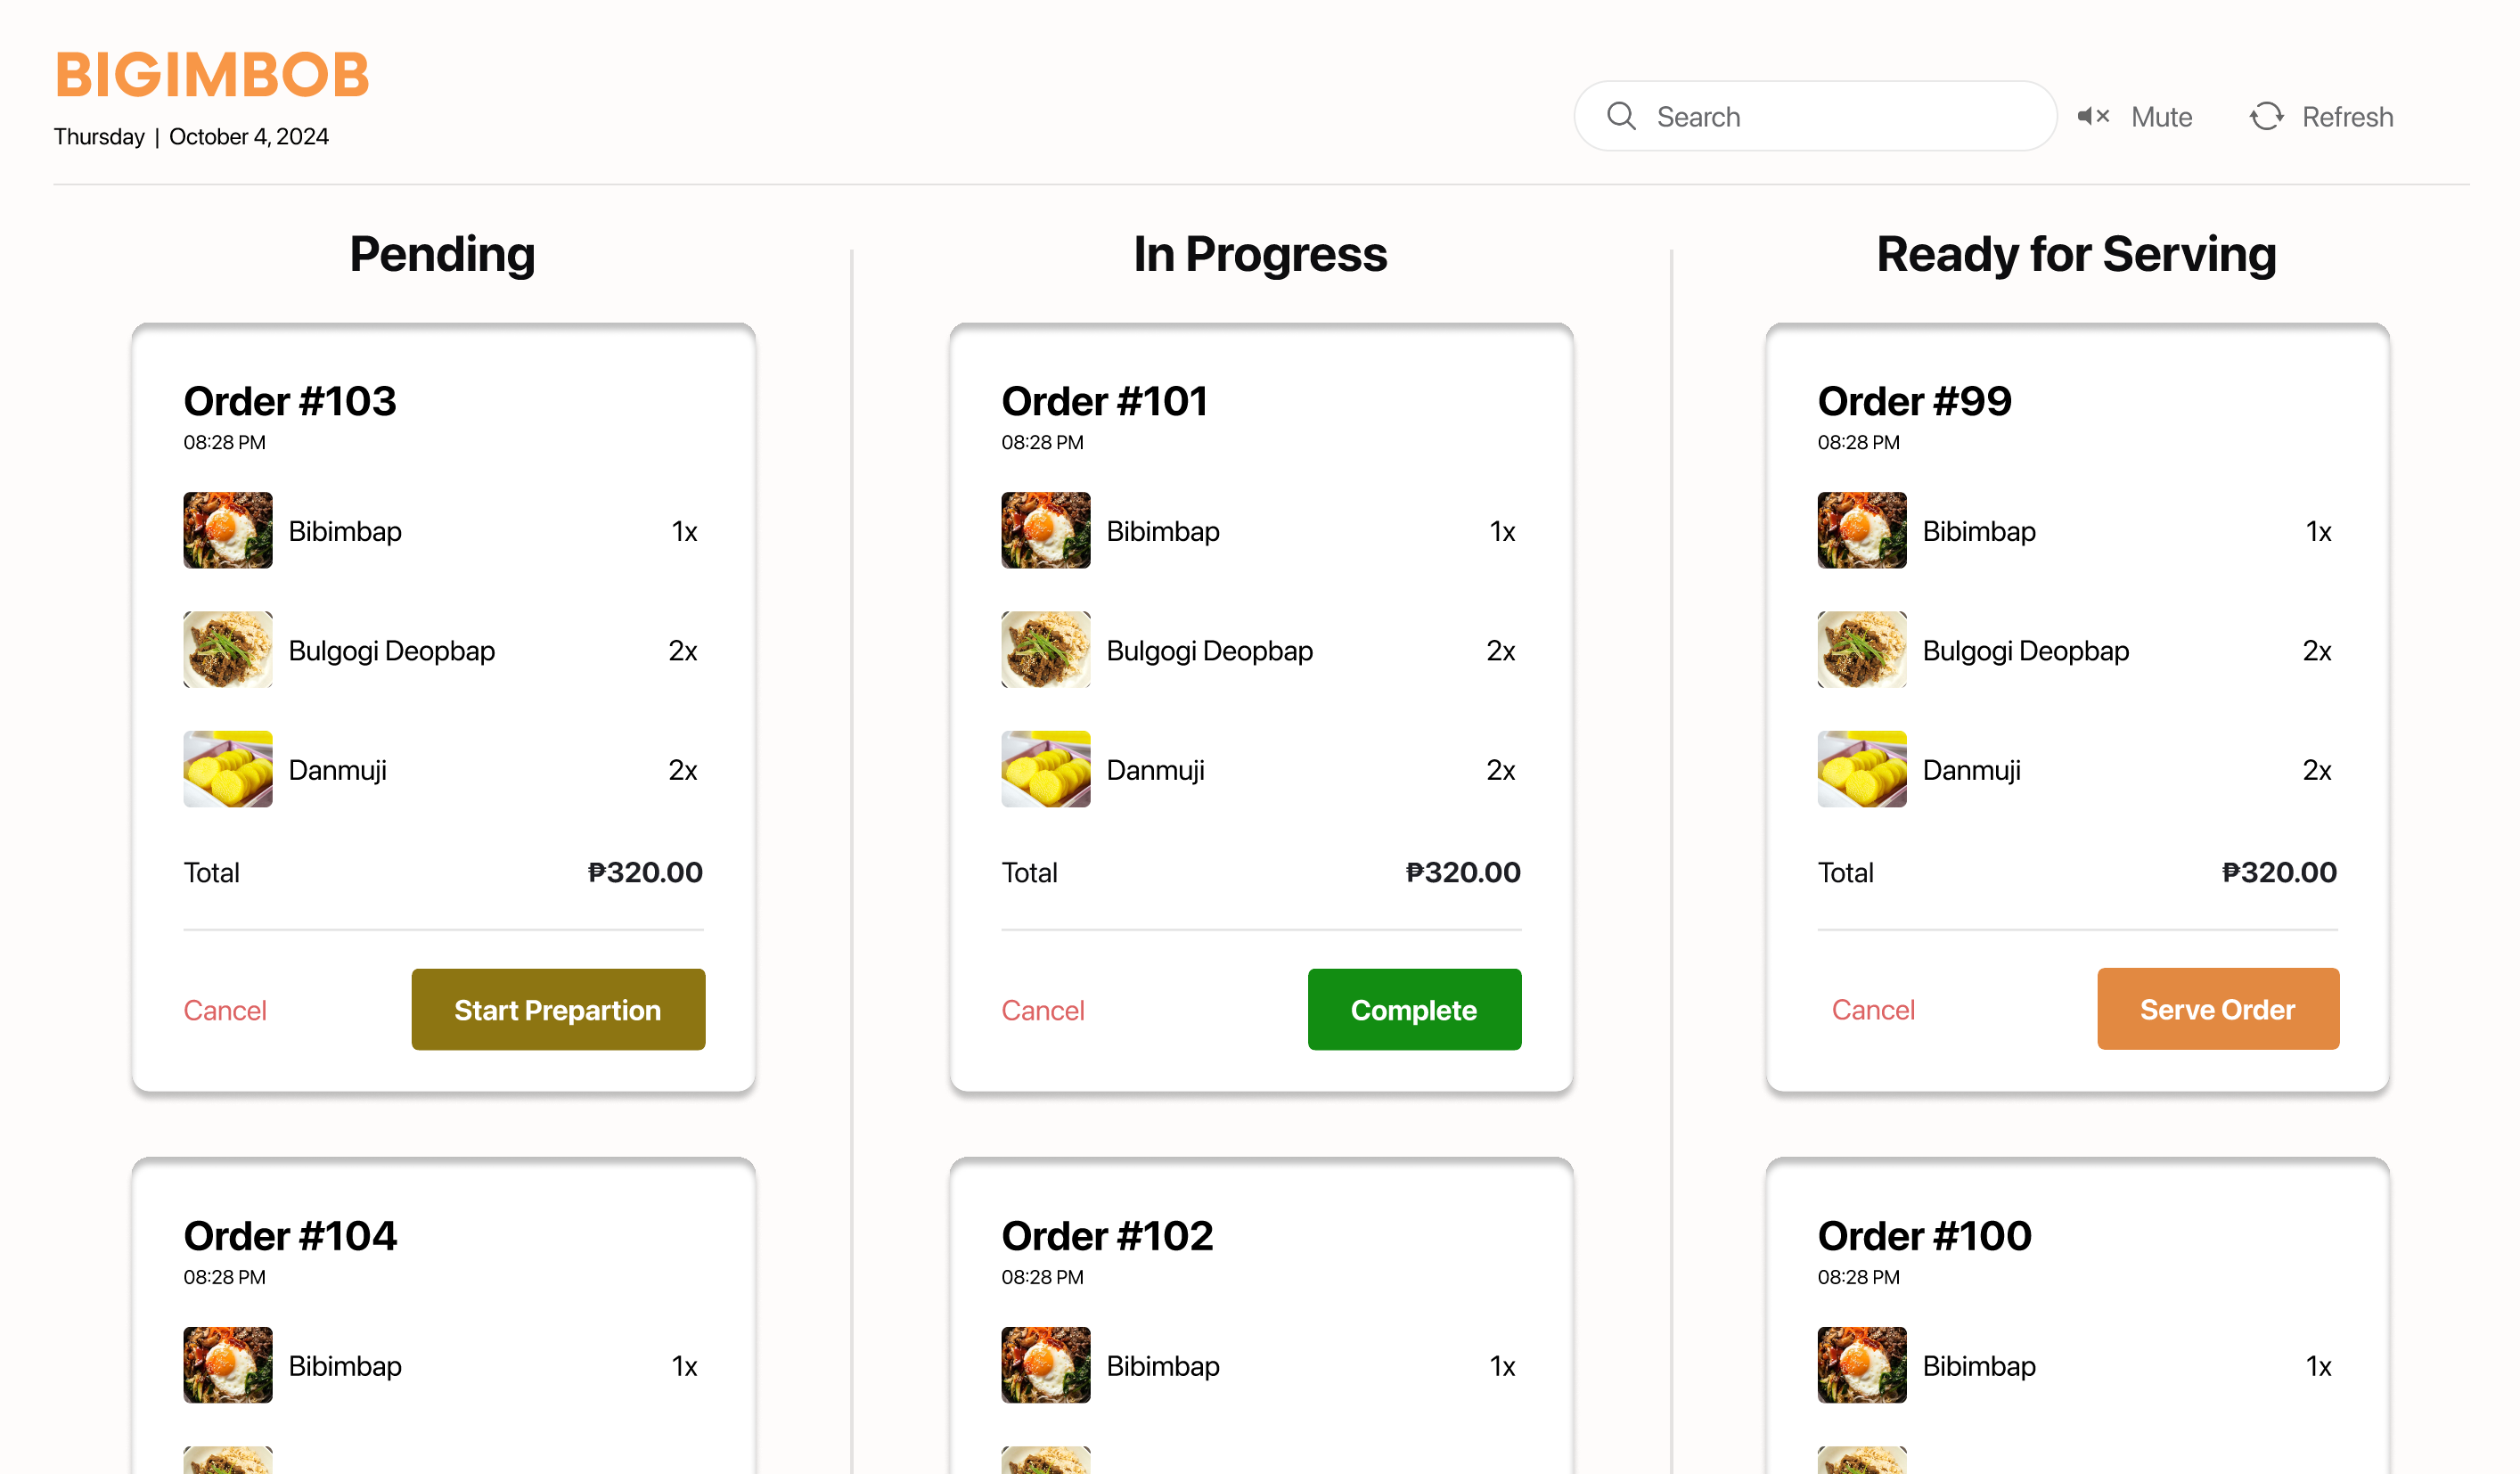 BIGIMBOB
Thursday | October 4, 2024
Search
Mute
Refresh
Pending
Order #103
08:28 PM
Bibimbap 1x
Bulgogi Deopbap 2x
Danmuji 2x
Total ₱320.00
Cancel
Start Prepartion
Order #104
08:28 PM
Bibimbap 1x
In Progress
Order #101
08:28 PM
Bibimbap 1x
Bulgogi Deopbap 2x
Danmuji 2x
Total ₱320.00
Cancel
Complete
Order #102
08:28 PM
Bibimbap 1x
Ready for Serving
Order #99
08:28 PM
Bibimbap 1x
Bulgogi Deopbap 2x
Danmuji 2x
Total ₱320.00
Cancel
Serve Order
Order #100
08:28 PM
Bibimbap 1x